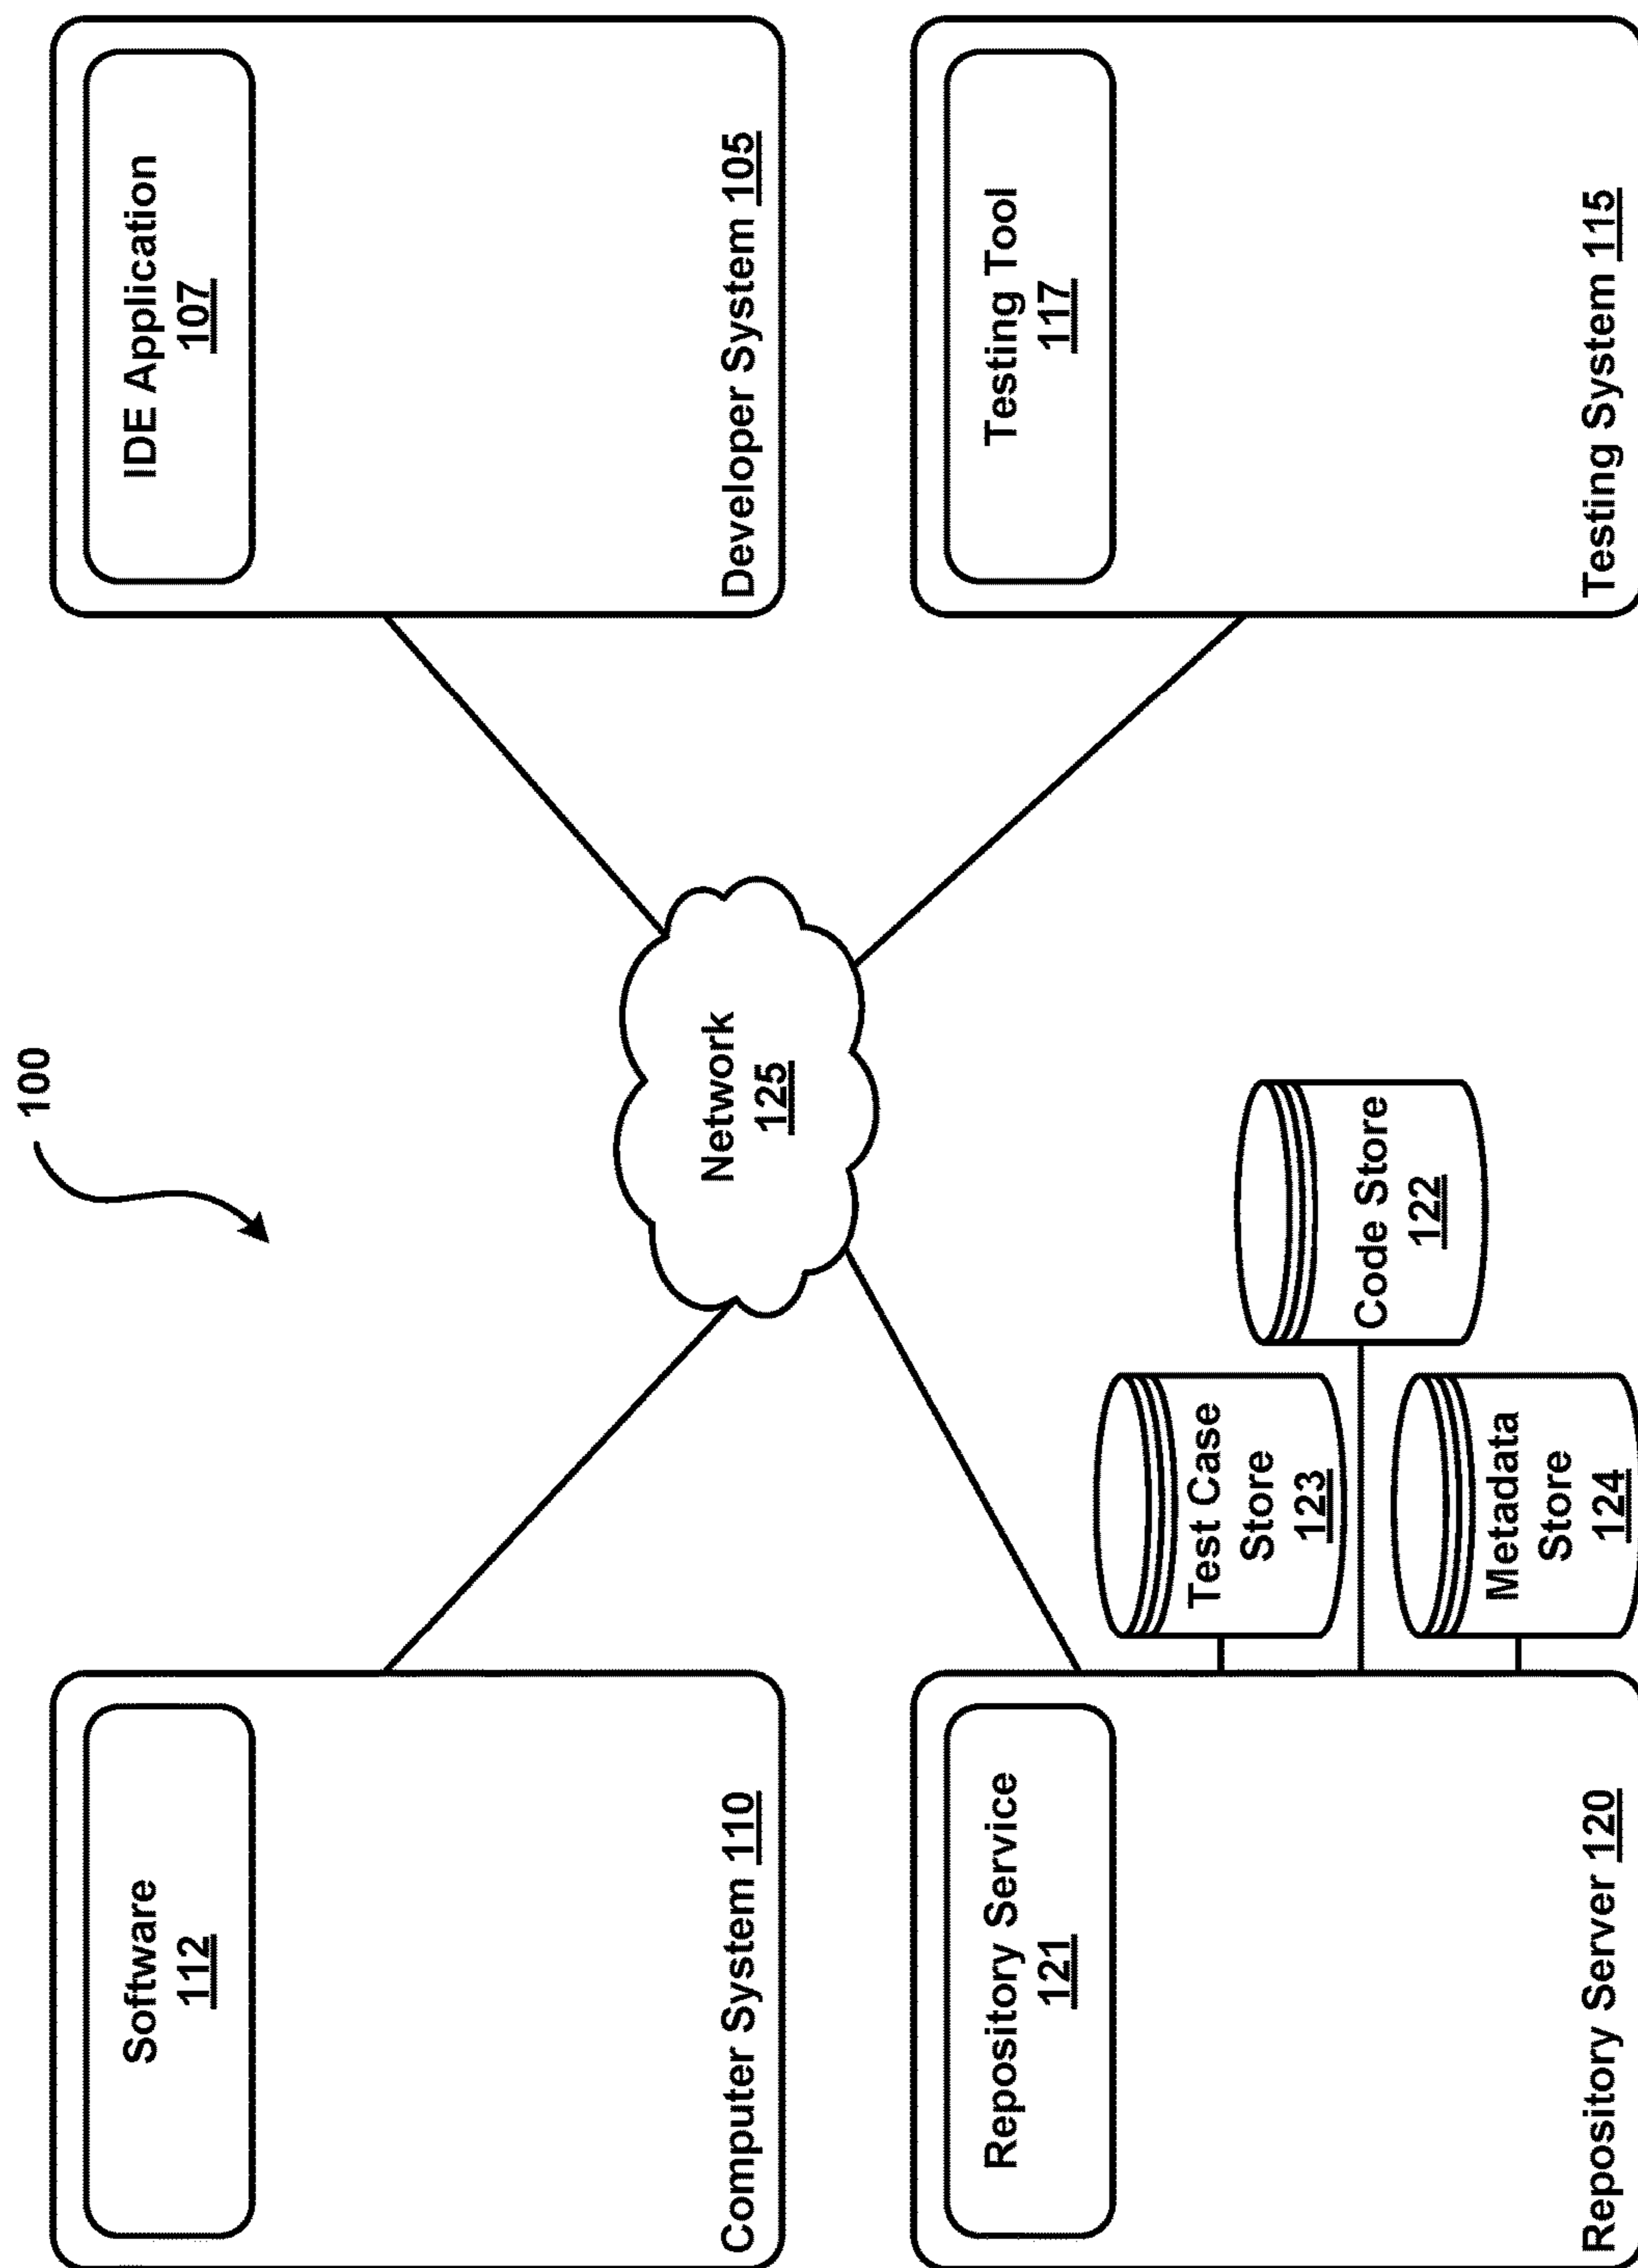 100
Software
112
Computer System 110
IDE Application
107
Developer System 105
Network
125
Repository Service
121
Repository Server 120
Test Case
Store
123
Code Store
122
Metadata
Store
124
Testing Tool
117
Testing System 115